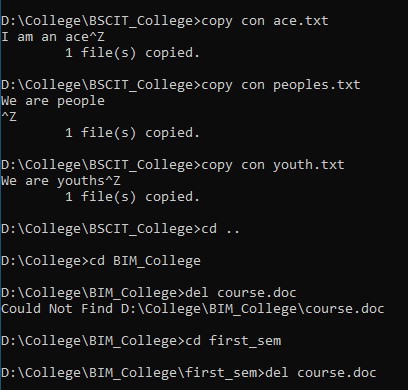 D:\College\BSCIT_College>copy con ace.txt
I am an ace^Z
        1 file(s) copied.
D:\College\BSCIT_College>copy con peoples.txt
We are people
^Z
        1 file(s) copied.
D:\College\BSCIT_College>copy con youth.txt
We are youths^Z
        1 file(s) copied.
D:\College\BSCIT_College>cd ..
D:\College>cd BIM_College
D:\College\BIM_College>del course.doc
Could Not Find D:\College\BIM_College\course.doc
D:\College\BIM_College>cd first_sem
D:\College\BIM_College\first_sem>del course.doc